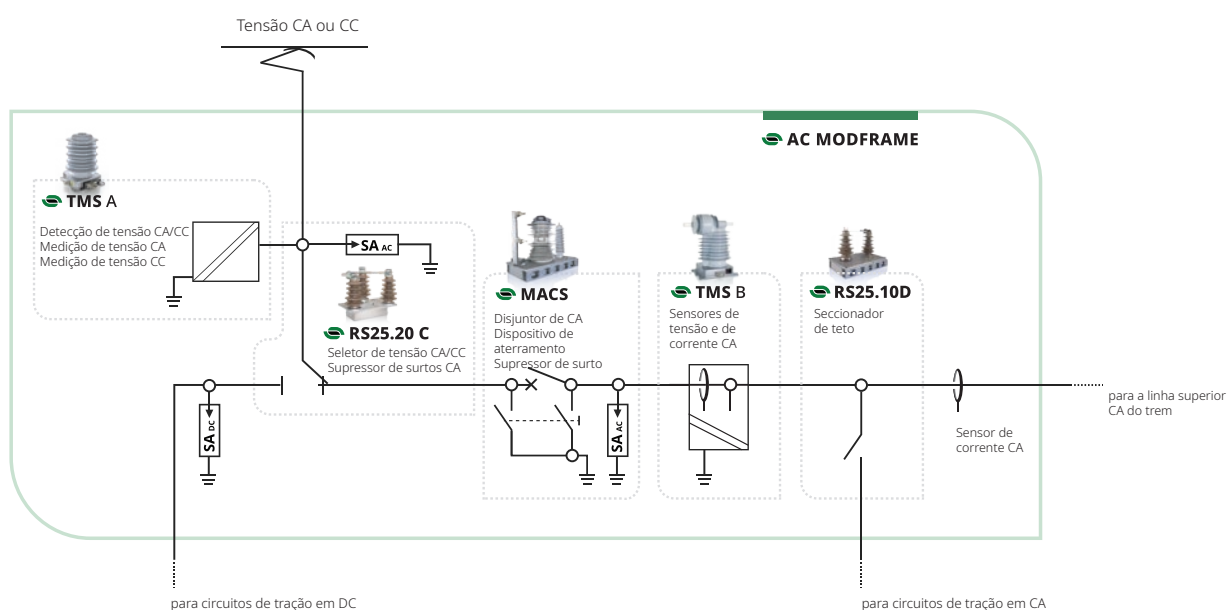 Tensão CA ou CC
AC MODFRAME
TMS A
Detecção de tensão CA/CC
Medição de tensão CA
Medição de tensão CC
SA AC
RS25.20 C
Seletor de tensão CA/CC
Supressor de surtos CA
MACS
Disjuntor de CA
Dispositivo de
aterramento
Supressor de surto
TMS B
Sensores de
tensão e de
corrente CA
RS25.10D
Seccionador
de teto
SA DC
SA AC
Sensor de
corrente CA
para a linha superior
CA do trem
para circuitos de tração em DC
para circuitos de tração em CA